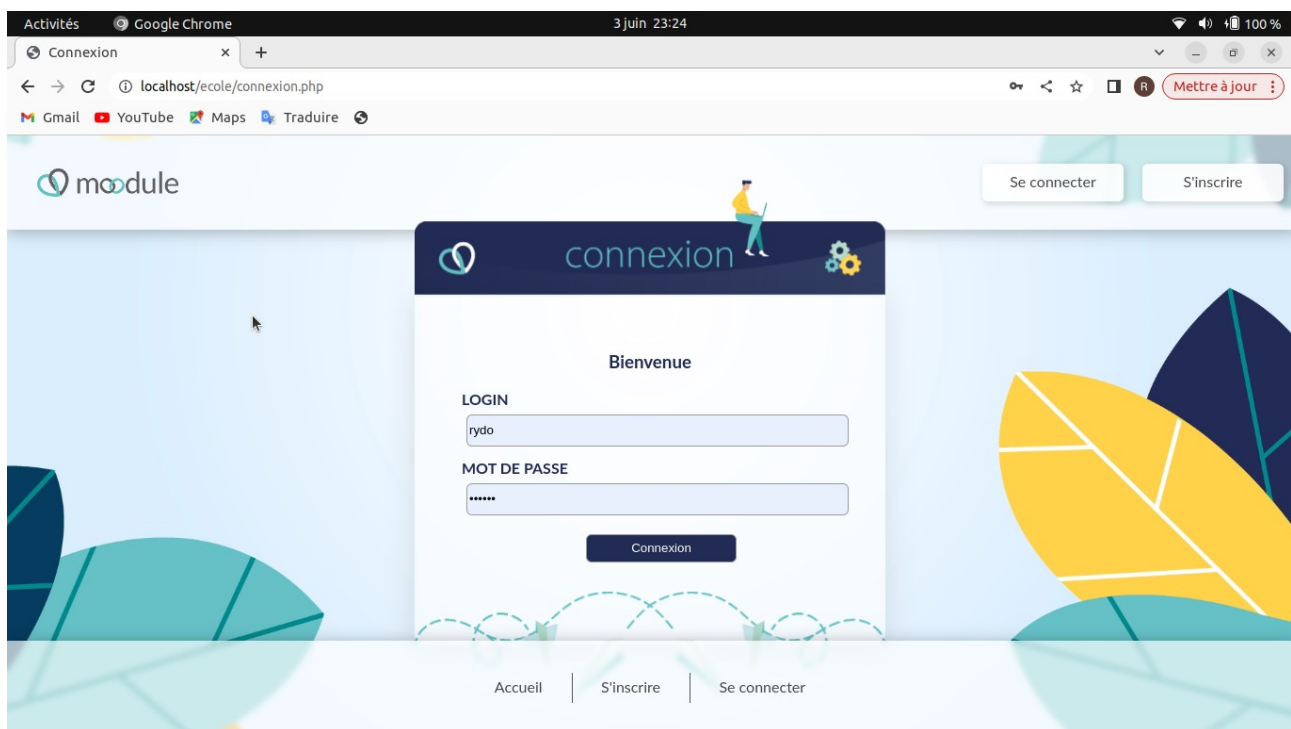 Activités Google Chrome 3 juin 23:24 100 %
Connexion
localhost/ecole/connexion.php R Mettre à jour
Gmail YouTube Maps Traduire
moodule Se connecter S'inscrire
connexion
Bienvenue
LOGIN
rydo
MOT DE PASSE
••••••
Connexion
Accueil S'inscrire Se connecter